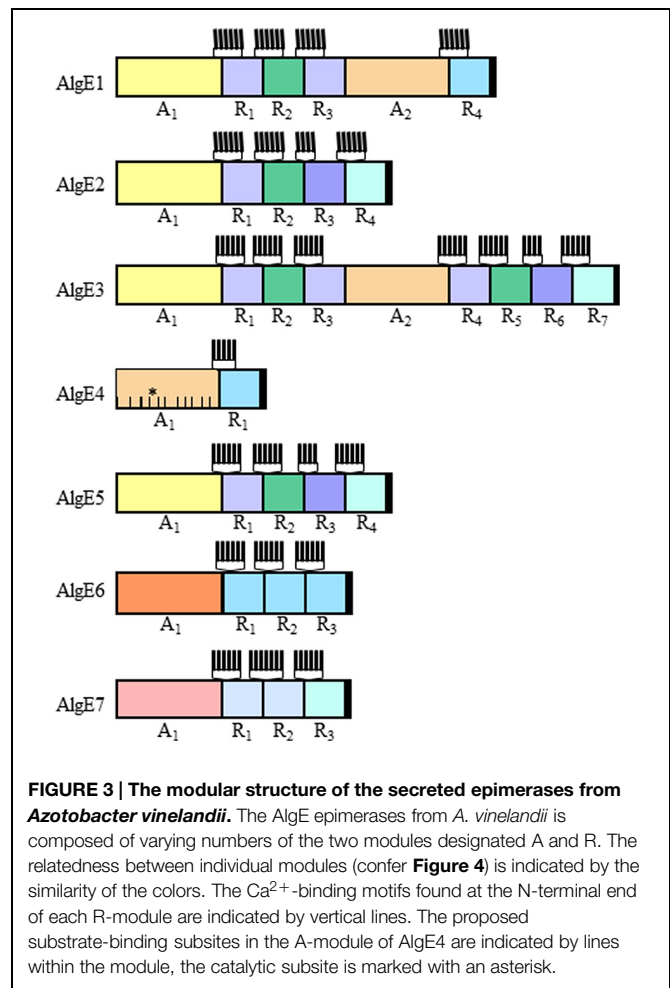 AlgE1
A₁ R₁ R₂ R₃ A₂ R₄
AlgE2
A₁ R₁ R₂ R₃ R₄
AlgE3
A₁ R₁ R₂ R₃ A₂ R₄ R₅ R₆ R₇
AlgE4
*
A₁ R₁
AlgE5
A₁ R₁ R₂ R₃ R₄
AlgE6
A₁ R₁ R₂ R₃
AlgE7
A₁ R₁ R₂ R₃
FIGURE 3 | The modular structure of the secreted epimerases from
Azotobacter vinelandii. The AlgE epimerases from A. vinelandii is
composed of varying numbers of the two modules designated A and R. The
relatedness between individual modules (confer Figure 4) is indicated by the
similarity of the colors. The Ca²⁺-binding motifs found at the N-terminal end
of each R-module are indicated by vertical lines. The proposed
substrate-binding subsites in the A-module of AlgE4 are indicated by lines
within the module, the catalytic subsite is marked with an asterisk.